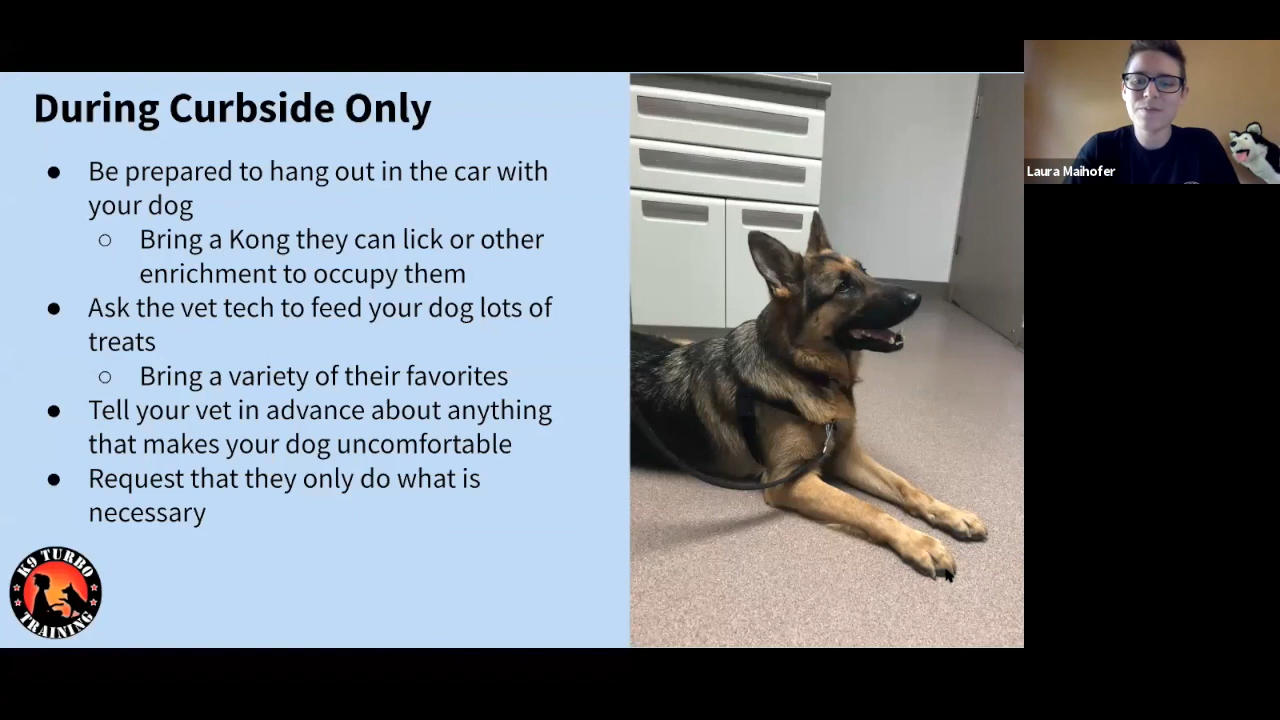 During Curbside Only
● Be prepared to hang out in the car with
your dog
○ Bring a Kong they can lick or other
enrichment to occupy them
● Ask the vet tech to feed your dog lots of
treats
○ Bring a variety of their favorites
● Tell your vet in advance about anything
that makes your dog uncomfortable
● Request that they only do what is
necessary
K9 TURBO
TRAINING
Laura Maihofer